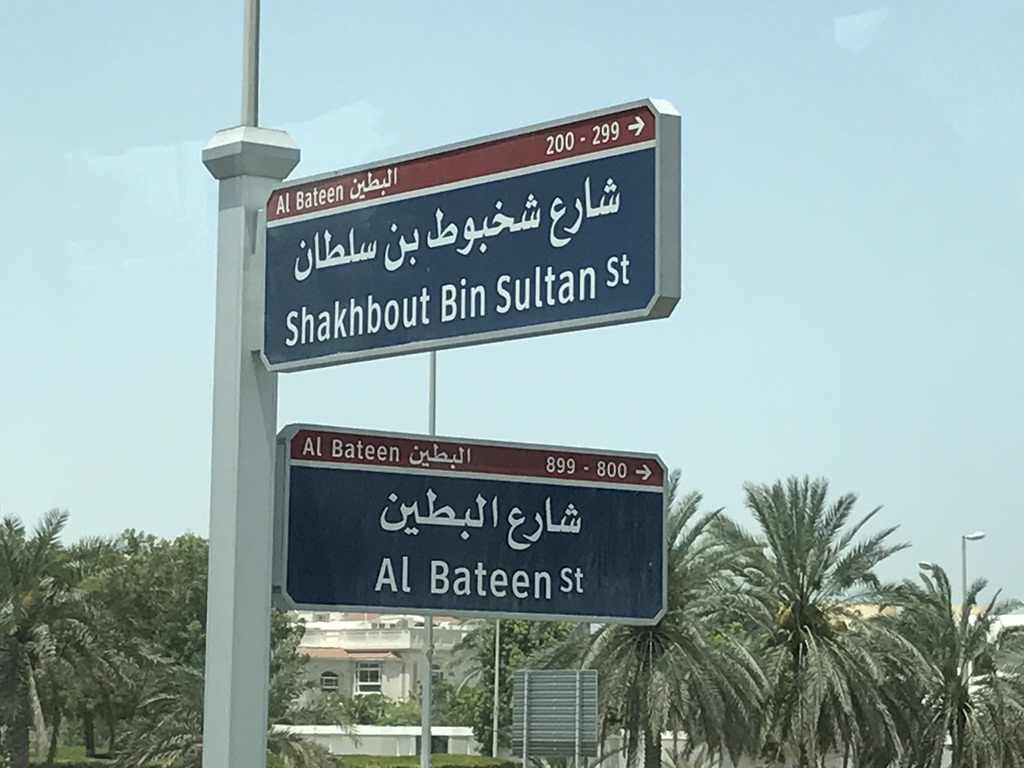 Al Bateen البطين 200 - 299 →
شارع شخبوط بن سلطان
Shakhbout Bin Sultan St
Al Bateen البطين 899 - 800 →
شارع البطين
Al Bateen St